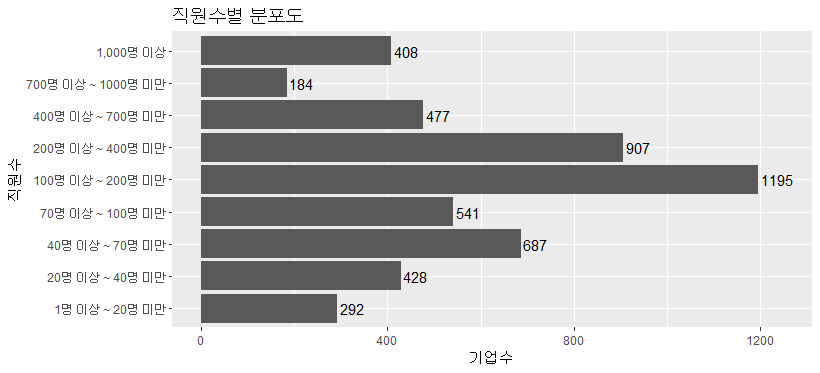 직원수별 분포도
직원수
1,000명 이상 408
700명 이상 ~ 1000명 미만 184
400명 이상 ~ 700명 미만 477
200명 이상 ~ 400명 미만 907
100명 이상 ~ 200명 미만 1195
70명 이상 ~ 100명 미만 541
40명 이상 ~ 70명 미만 687
20명 이상 ~ 40명 미만 428
1명 이상 ~ 20명 미만 292
0 400 800 1200
기업수